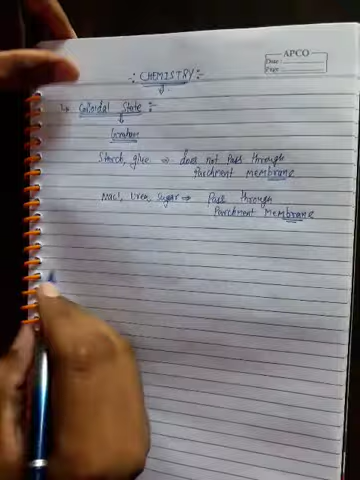 APCO
Date :
Page :
-: CHEMISTRY :-
Colloidal State :-
Graham
Starch, glue ⇒ does not Pass through
Parchment membrane
NaCl, Urea, Sugar ⇒ Pass through
Parchment Membrane